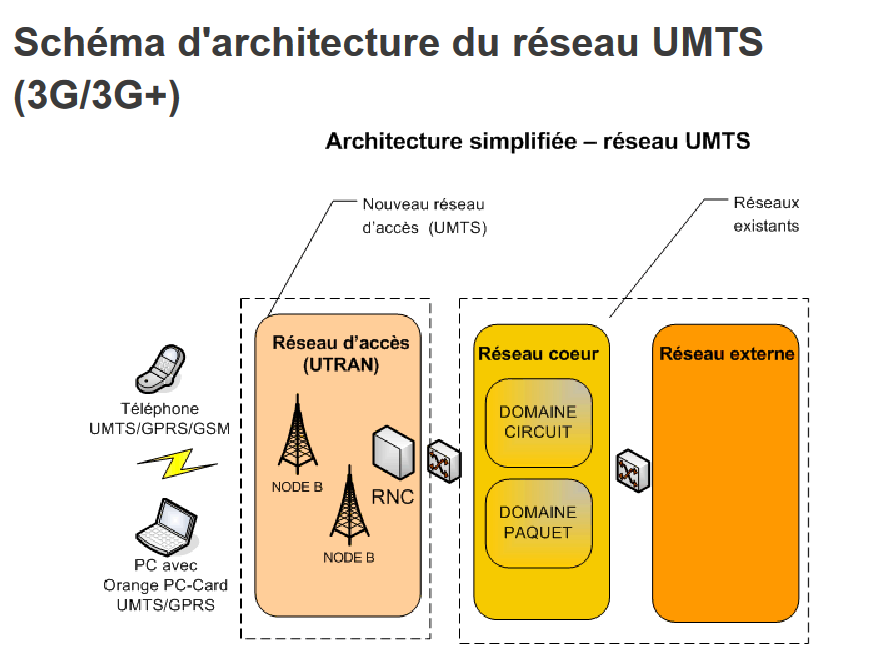 Schéma d'architecture du réseau UMTS
(3G/3G+)
Architecture simplifiée – réseau UMTS
Nouveau réseau
d'accès (UMTS)
Réseaux
existants
Réseau d'accès
(UTRAN)
Réseau coeur
Réseau externe
Téléphone
UMTS/GPRS/GSM
NODE B
RNC
NODE B
DOMAINE
CIRCUIT
DOMAINE
PAQUET
PC avec
Orange PC-Card
UMTS/GPRS